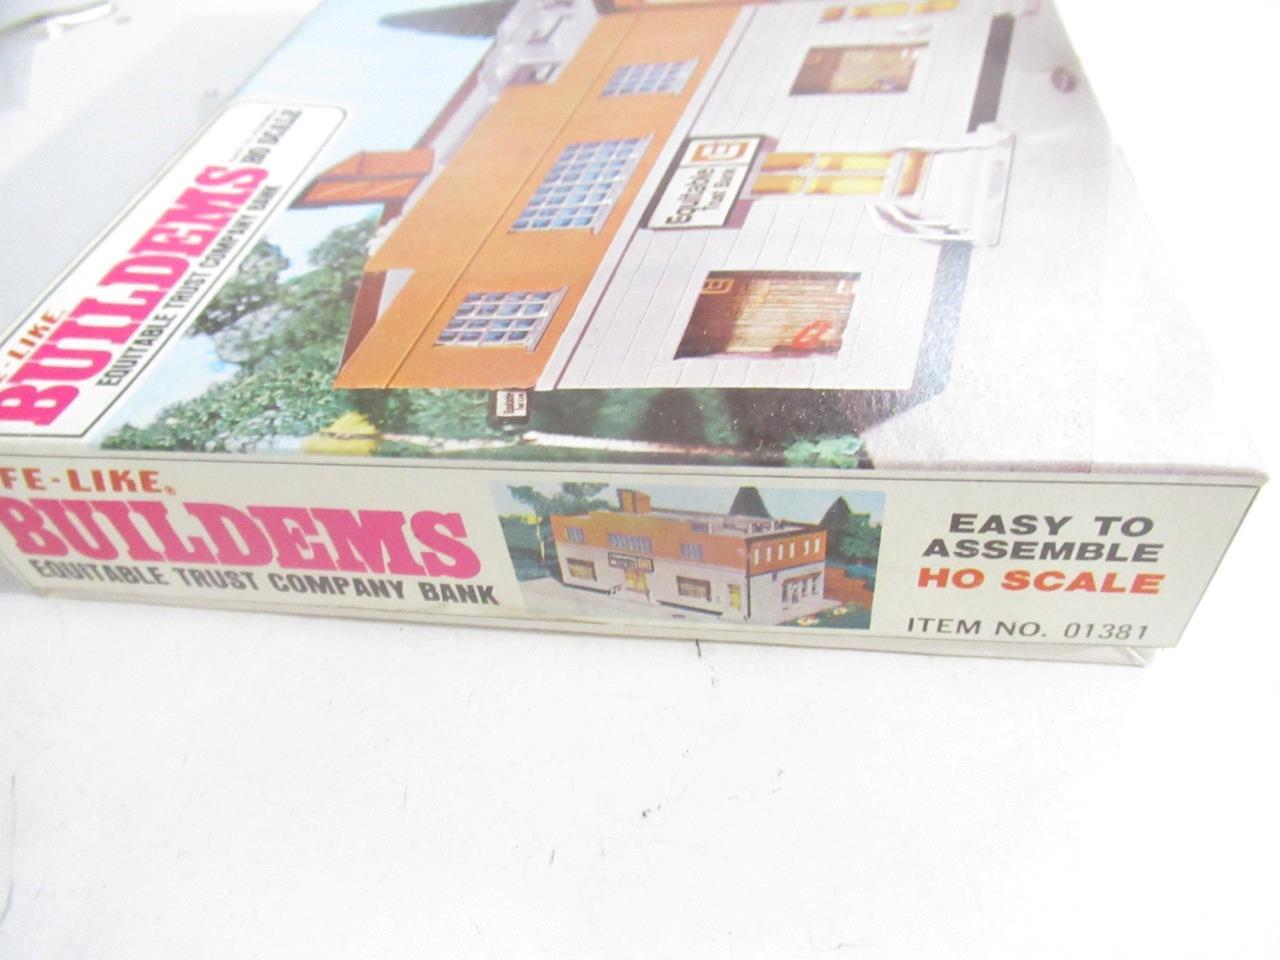 -LIKE®
BUILDEMS
HO SCALE
EQUITABLE TRUST COMPANY BANK
Equitable
Trust Bank
FE-LIKE®
BUILDEMS
EQUITABLE TRUST COMPANY BANK
EASY TO
ASSEMBLE
HO SCALE
ITEM NO. 01381